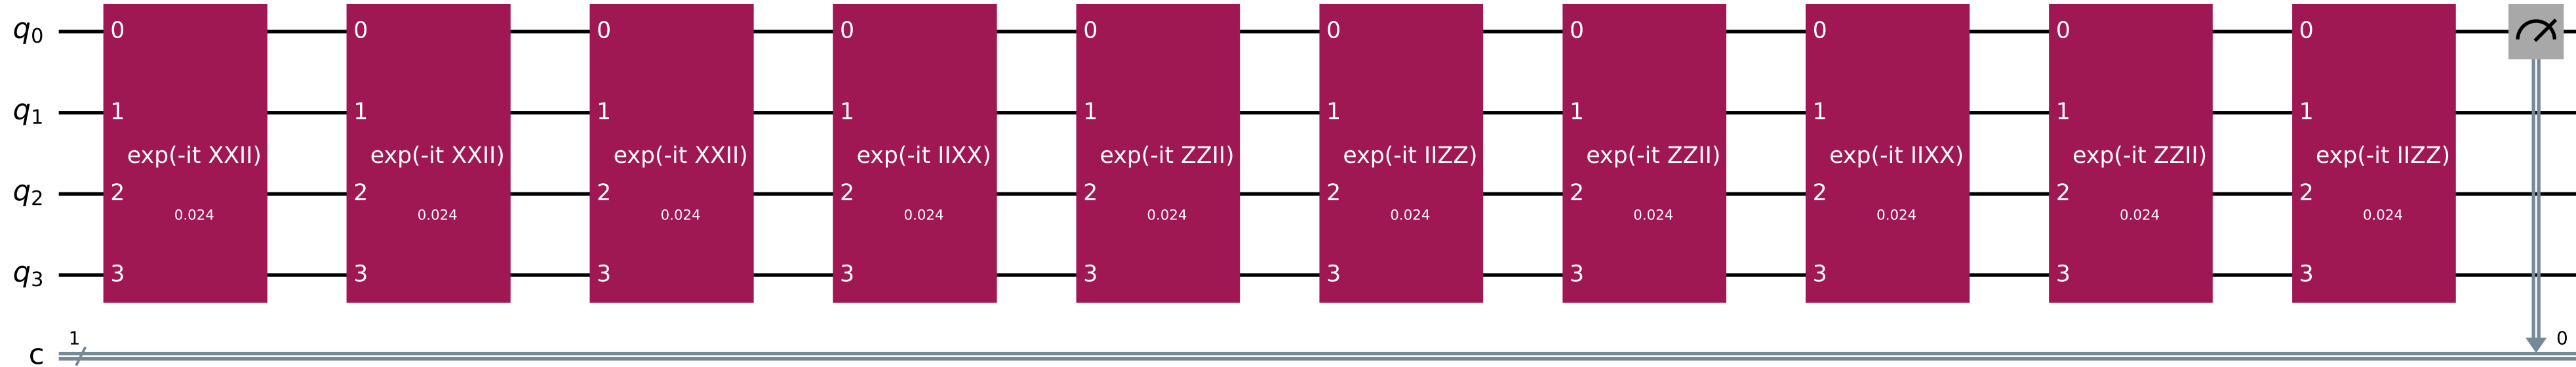 q0 0 0 0 0 0 0 0 0 0 0
q1 1 1 1 1 1 1 1 1 1 1
exp(-it XXII) exp(-it XXII) exp(-it XXII) exp(-it IIXX) exp(-it ZZII) exp(-it IIZZ) exp(-it ZZII) exp(-it IIXX) exp(-it ZZII) exp(-it IIZZ)
q2 2 2 2 2 2 2 2 2 2 2
0.024 0.024 0.024 0.024 0.024 0.024 0.024 0.024 0.024 0.024
q3 3 3 3 3 3 3 3 3 3 3
1 0
c